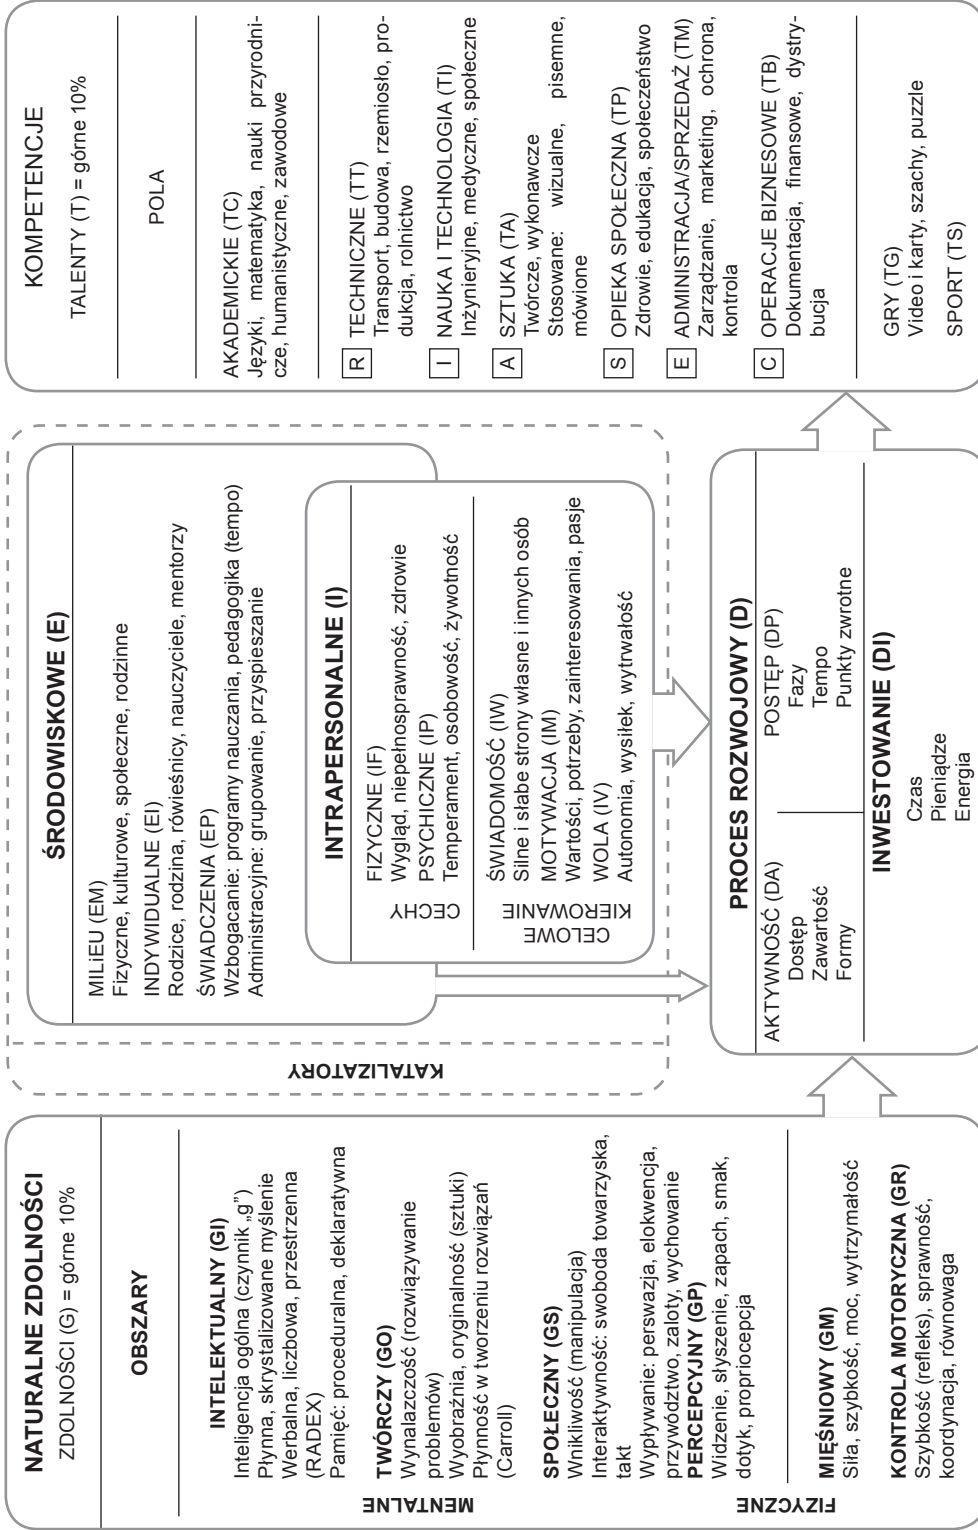 NATURALNE ZDOLNOŚCI
ZDOLNOŚCI (G) = górne 10%
OBSZARY
MENTALNE
INTELEKTUALNY (GI)
Inteligencja ogólna (czynnik „g”)
Płynna, skrystalizowane myślenie
Werbalna, liczbowa, przestrzenna
(RADEX)
Pamięć: proceduralna, deklaratywna
TWÓRCZY (GO)
Wynalazczość (rozwiązywanie
problemów)
Wyobraźnia, oryginalność (sztuki)
Płynność w tworzeniu rozwiązań
(Carroll)
SPOŁECZNY (GS)
Wnikliwość (manipulacja)
Interaktywność: swoboda towarzyska,
takt
Wypływanie: perswazja, elokwencja,
przywództwo, zaloty, wychowanie
PERCEPCYJNY (GP)
Widzenie, słyszenie, zapach, smak,
dotyk, propriocepcja
FIZYCZNE
MIĘŚNIOWY (GM)
Siła, szybkość, moc, wytrzymałość
KONTROLA MOTORYCZNA (GR)
Szybkość (refleks), sprawność,
koordynacja, równowaga
KATALIZATORY
ŚRODOWISKOWE (E)
MILiEU (EM)
Fizyczne, kulturowe, społeczne, rodzinne
INDYWIDUALNE (EI)
Rodzice, rodzina, rówieśnicy, nauczyciele, mentorzy
ŚWIADCZENIA (EP)
Wzbogacanie: programy nauczania, pedagogika (tempo)
Administracyjne: grupowanie, przyspieszanie
INTRAPERSONALNE (I)
CECHY
FIZYCZNE (IF)
Wygląd, niepełnosprawność, zdrowie
PSYCHICZNE (IP)
Temperament, osobowość, żywotność
CELOWE
KIEROWANIE
ŚWIADOMOŚĆ (IW)
Silne i słabe strony własne i innych osób
MOTYWACJA (IM)
Wartości, potrzeby, zainteresowania, pasje
WOLA (IV)
Autonomia, wysiłek, wytrwałość
PROCES ROZWOJOWY (D)
AKTYWNOŚĆ (DA)
Dostęp
Zawartość
Formy
POSTĘP (DP)
Fazy
Tempo
Punkty zwrotne
INWESTOWANIE (DI)
Czas
Pieniądze
Energia
KOMPETENCJE
TALENTY (T) = górne 10%
POLA
AKADEMICKIE (TC)
Języki, matematyka, nauki przyrodni-
cze, humanistyczne, zawodowe
R TECHNICZNE (TT)
Transport, budowa, rzemiosło, pro-
dukcja, rolnictwo
I NAUKA I TECHNOLOGIA (TI)
Inżynieryjne, medyczne, społeczne
A SZTUKA (TA)
Twórcze, wykonawcze
Stosowane: wizualne, pisemne,
mówione
S OPIEKA SPOŁECZNA (TP)
Zdrowie, edukacja, społeczeństwo
E ADMINISTRACJA/SPRZEDAŻ (TM)
Zarządzanie, marketing, ochrona,
kontrola
C OPERACJE BIZNESOWE (TB)
Dokumentacja, finansowe, dystry-
bucja
GRY (TG)
Video i karty, szachy, puzzle
SPORT (TS)